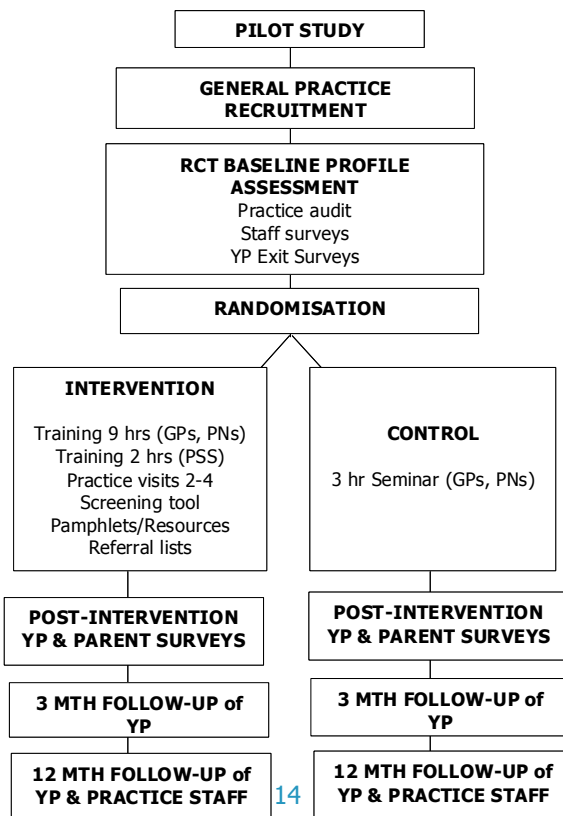 PILOT STUDY
GENERAL PRACTICE
RECRUITMENT
RCT BASELINE PROFILE
ASSESSMENT
Practice audit
Staff surveys
YP Exit Surveys
RANDOMISATION
INTERVENTION
Training 9 hrs (GPs, PNs)
Training 2 hrs (PSS)
Practice visits 2-4
Screening tool
Pamphlets/Resources
Referral lists
CONTROL
3 hr Seminar (GPs, PNs)
POST-INTERVENTION
YP & PARENT SURVEYS
POST-INTERVENTION
YP & PARENT SURVEYS
3 MTH FOLLOW-UP of
YP
3 MTH FOLLOW-UP of
YP
12 MTH FOLLOW-UP of
YP & PRACTICE STAFF
14
12 MTH FOLLOW-UP of
YP & PRACTICE STAFF